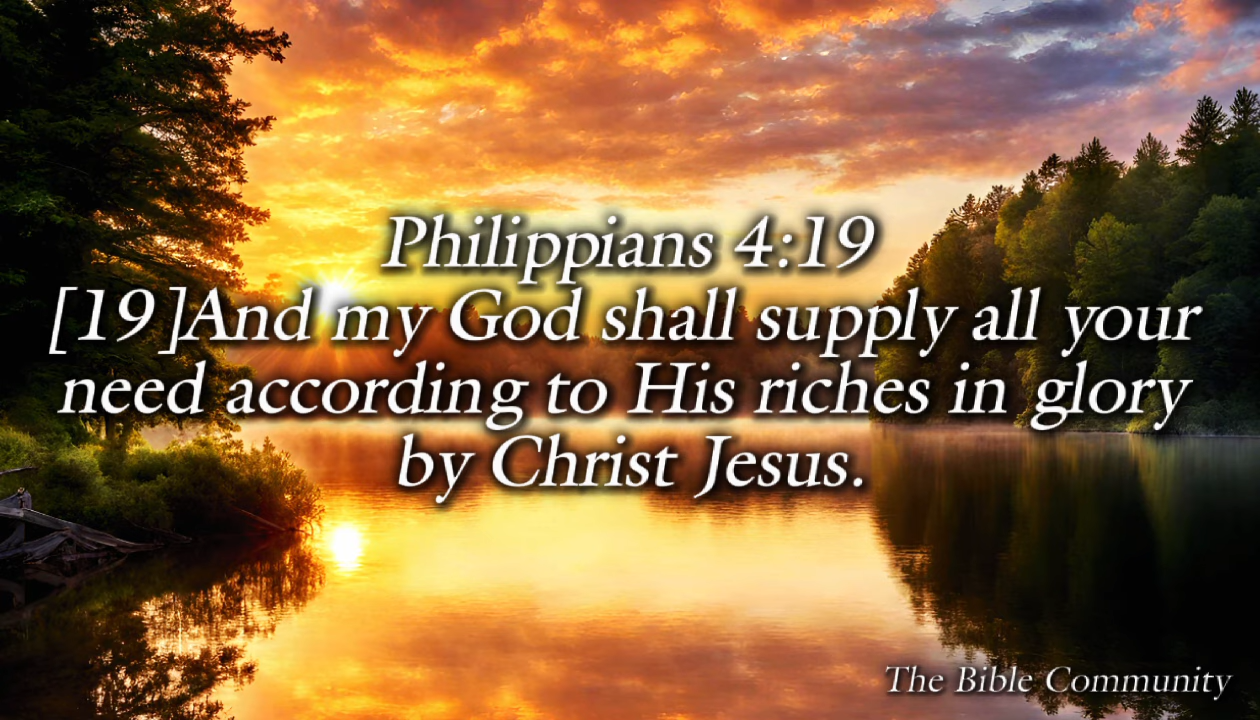 Philippians 4:19
[19]And my God shall supply all your
need according to His riches in glory
by Christ Jesus.
The Bible Community